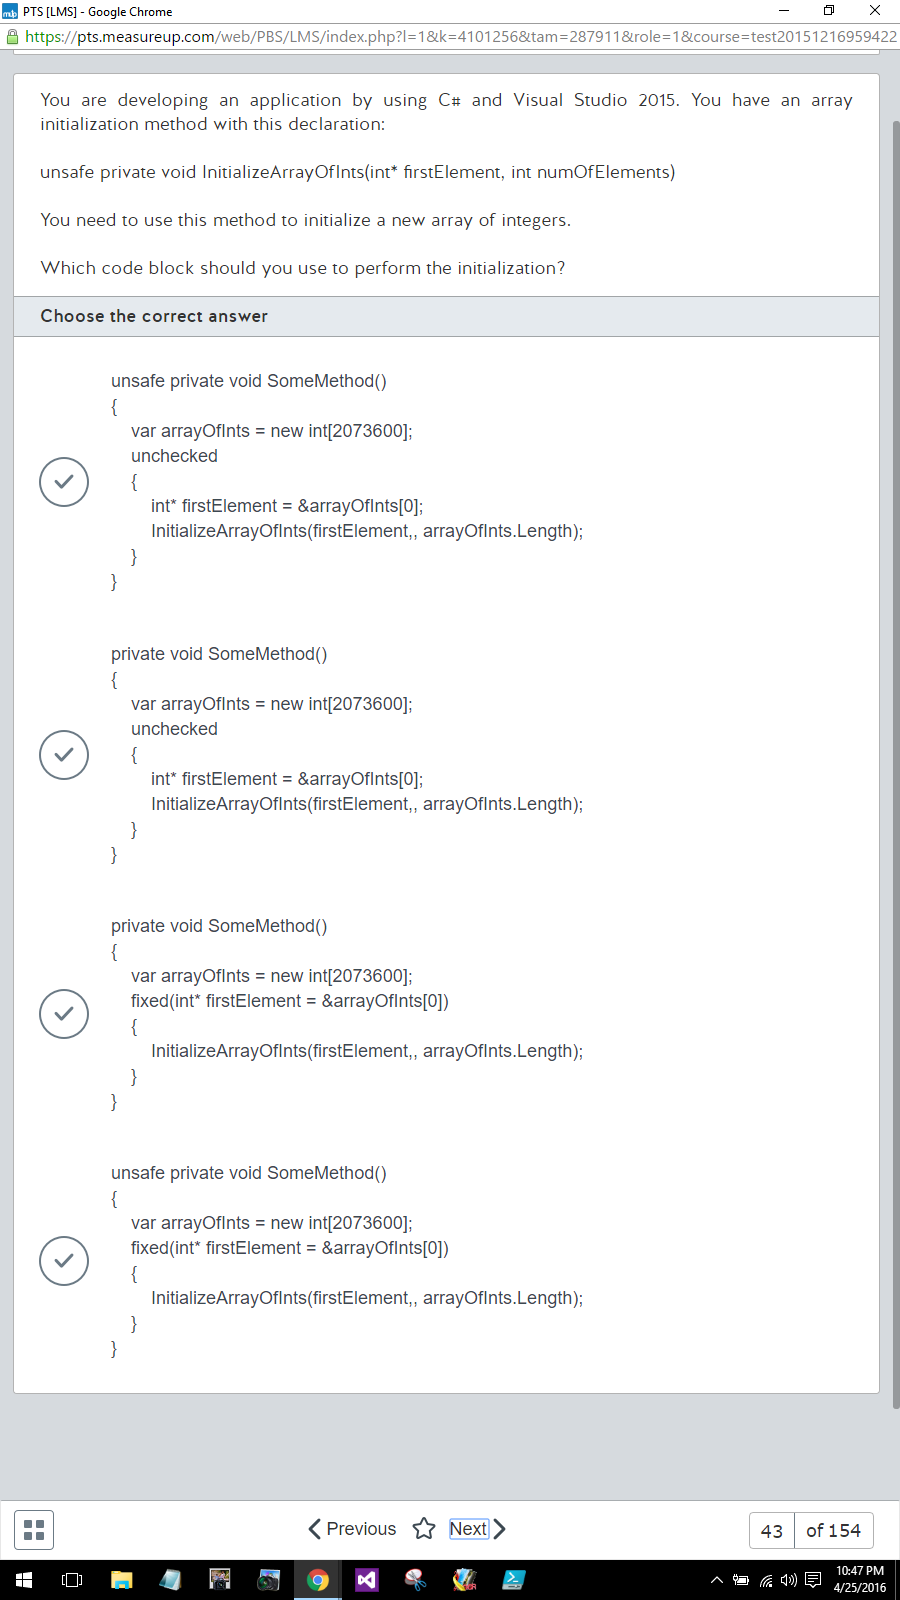 mup PTS [LMS] - Google Chrome
https://pts.measureup.com/web/PBS/LMS/index.php?l=1&k=4101256&tam=287911&role=1&course=test20151216959422
You are developing an application by using C# and Visual Studio 2015. You have an array
initialization method with this declaration:
unsafe private void InitializeArrayOfInts(int* firstElement, int numOfElements)
You need to use this method to initialize a new array of integers.
Which code block should you use to perform the initialization?
Choose the correct answer
unsafe private void SomeMethod()
{
var arrayOfInts = new int[2073600];
unchecked
{
int* firstElement = &arrayOfInts[0];
InitializeArrayOfInts(firstElement,, arrayOfInts.Length);
}
}
private void SomeMethod()
{
var arrayOfInts = new int[2073600];
unchecked
{
int* firstElement = &arrayOfInts[0];
InitializeArrayOfInts(firstElement,, arrayOfInts.Length);
}
}
private void SomeMethod()
{
var arrayOfInts = new int[2073600];
fixed(int* firstElement = &arrayOfInts[0])
{
InitializeArrayOfInts(firstElement,, arrayOfInts.Length);
}
}
unsafe private void SomeMethod()
{
var arrayOfInts = new int[2073600];
fixed(int* firstElement = &arrayOfInts[0])
{
InitializeArrayOfInts(firstElement,, arrayOfInts.Length);
}
}
Previous Next 43 of 154
10:47 PM
4/25/2016